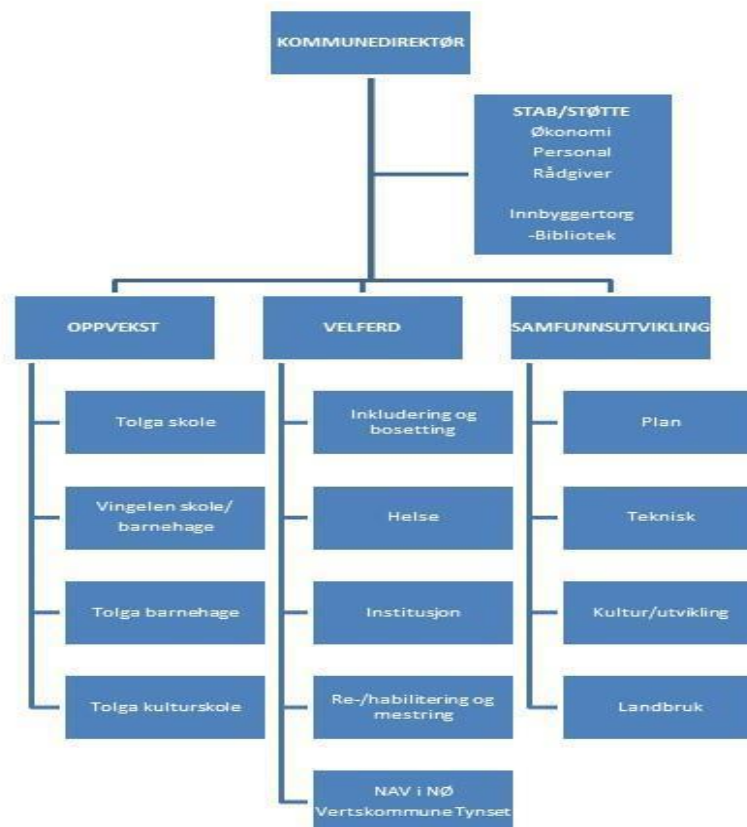 KOMMUNEDIREKTØR
STAB/STØTTE
Økonomi
Personal
Rådgiver
Innbyggertorg
-Bibliotek
OPPVEKST
Tolga skole
Vingelen skole/
barnehage
Tolga barnehage
Tolga kulturskole
VELFERD
Inkludering og
bosetting
Helse
Institusjon
Re-/habilitering og
mestring
NAV i NØ
Vertskommune Tynset
SAMFUNNSUTVIKLING
Plan
Teknisk
Kultur/utvikling
Landbruk